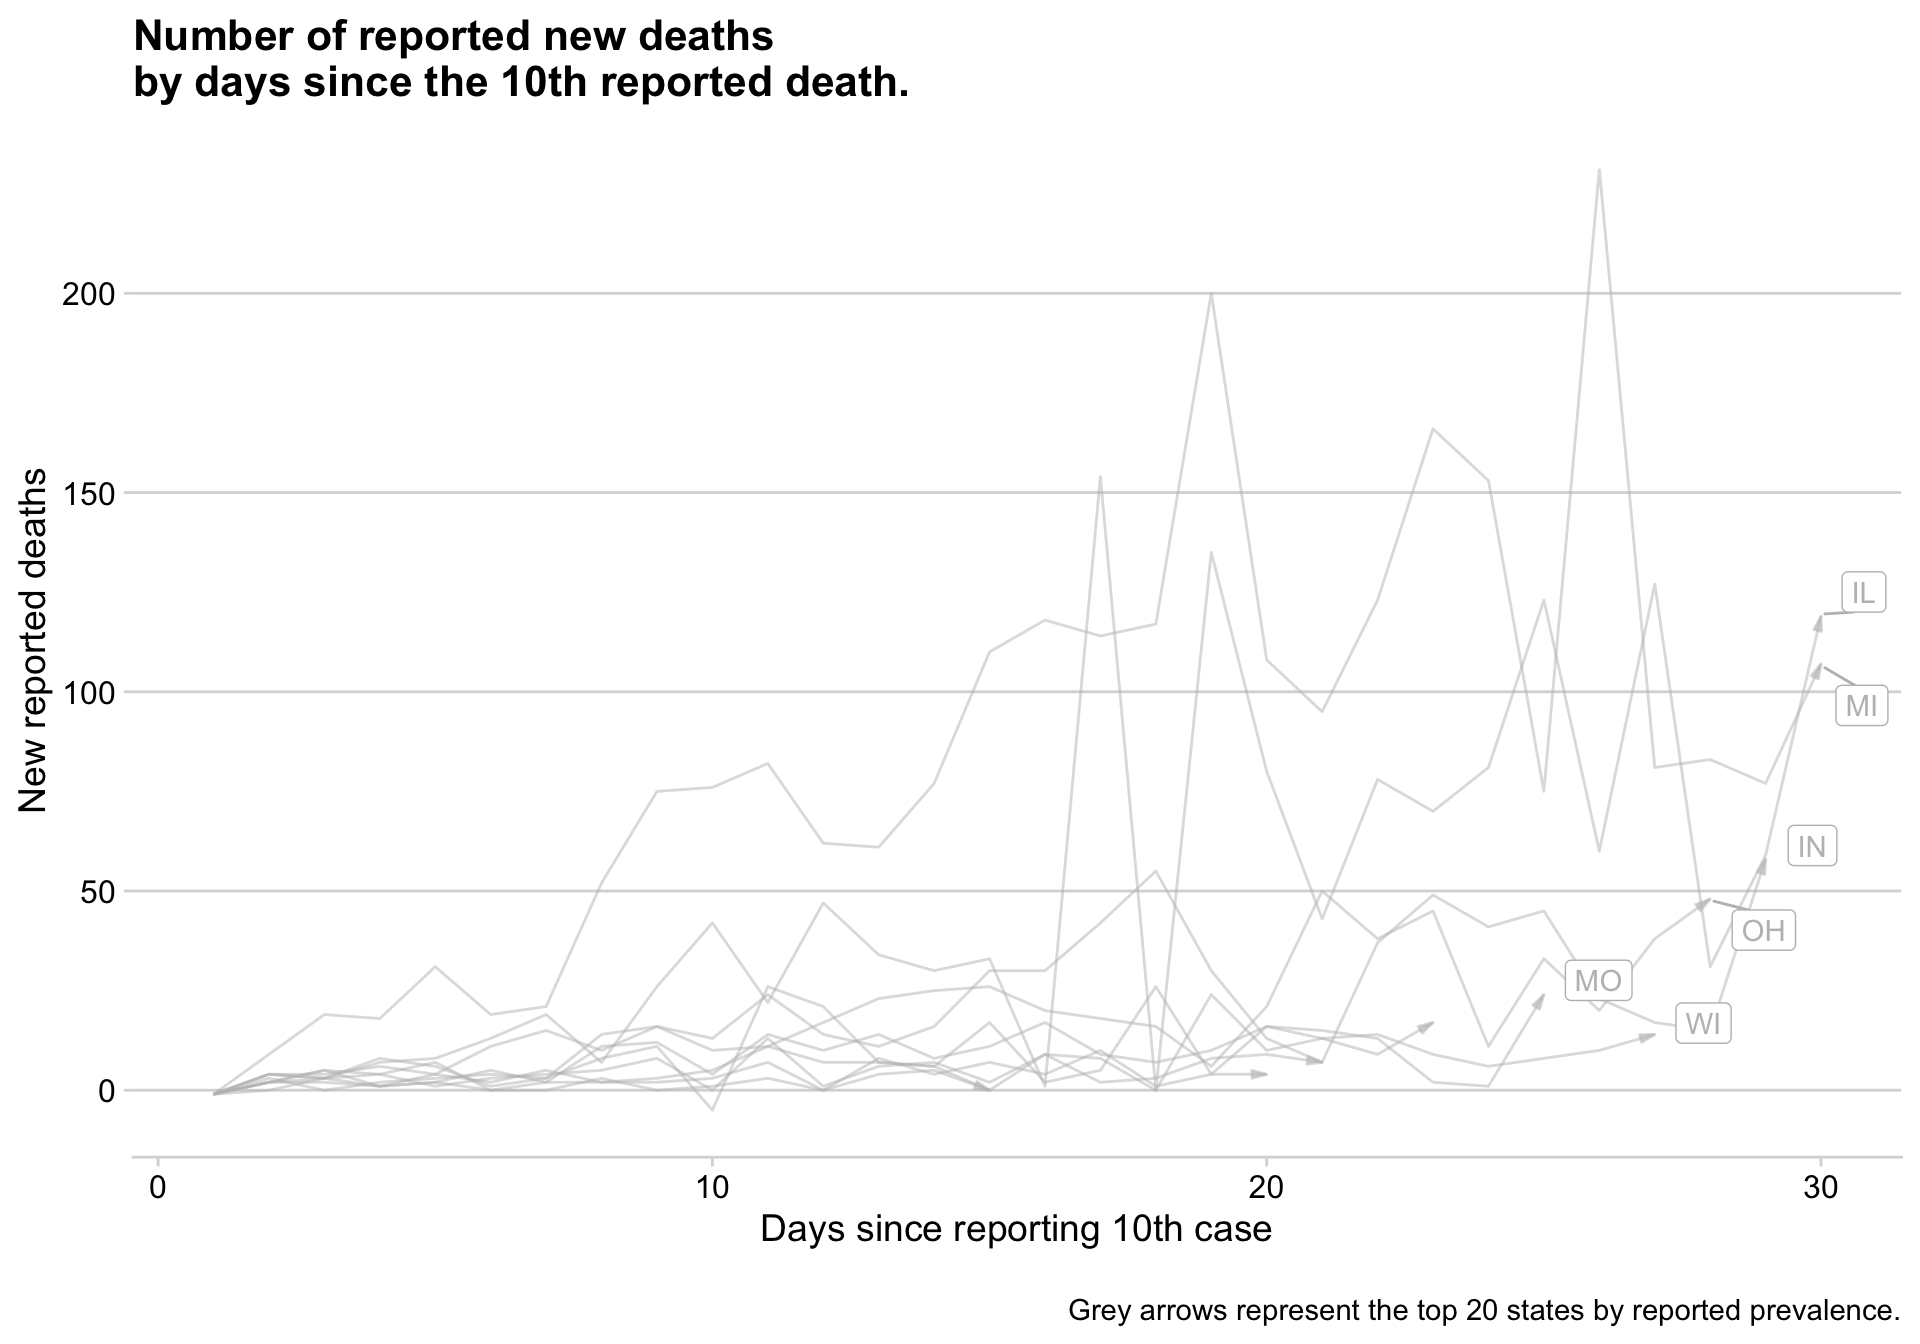 Number of reported new deaths
by days since the 10th reported death.
New reported deaths
200
150
100
50
0
IL
MI
IN
OH
MO
WI
0 10 20 30
Days since reporting 10th case
Grey arrows represent the top 20 states by reported prevalence.